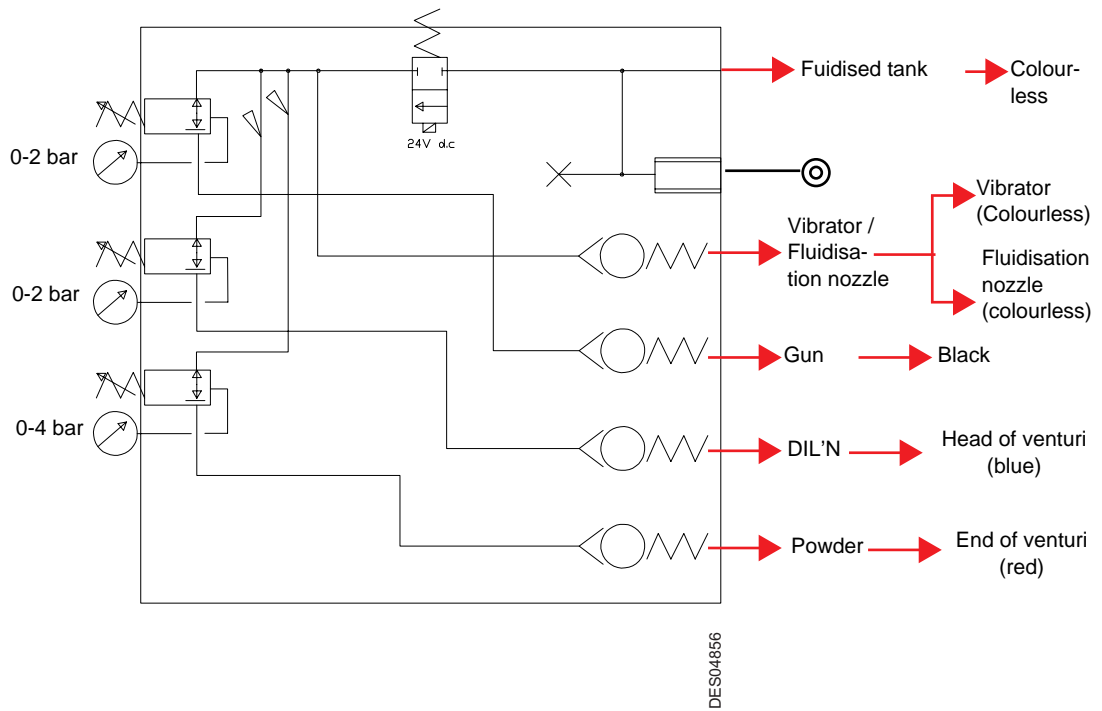 Fuidised tank
Colour-
less
24V d.c
0-2 bar
Vibrator
(Colourless)
Vibrator /
Fluidisa-
tion nozzle
Fluidisation
nozzle
(colourless)
0-2 bar
Gun
Black
0-4 bar
DIL’N
Head of venturi
(blue)
Powder
End of venturi
(red)
DES04856